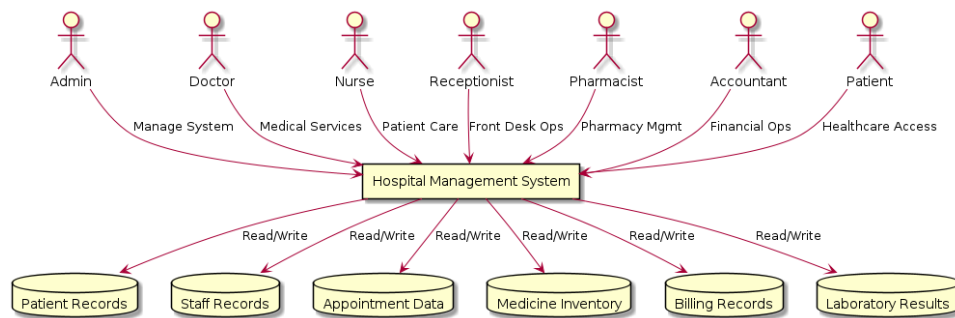 Admin
Doctor
Nurse
Receptionist
Pharmacist
Accountant
Patient
Manage System
Medical Services
Patient Care
Front Desk Ops
Pharmacy Mgmt
Financial Ops
Healthcare Access
Hospital Management System
Read/Write
Read/Write
Read/Write
Read/Write
Read/Write
Read/Write
Patient Records
Staff Records
Appointment Data
Medicine Inventory
Billing Records
Laboratory Results